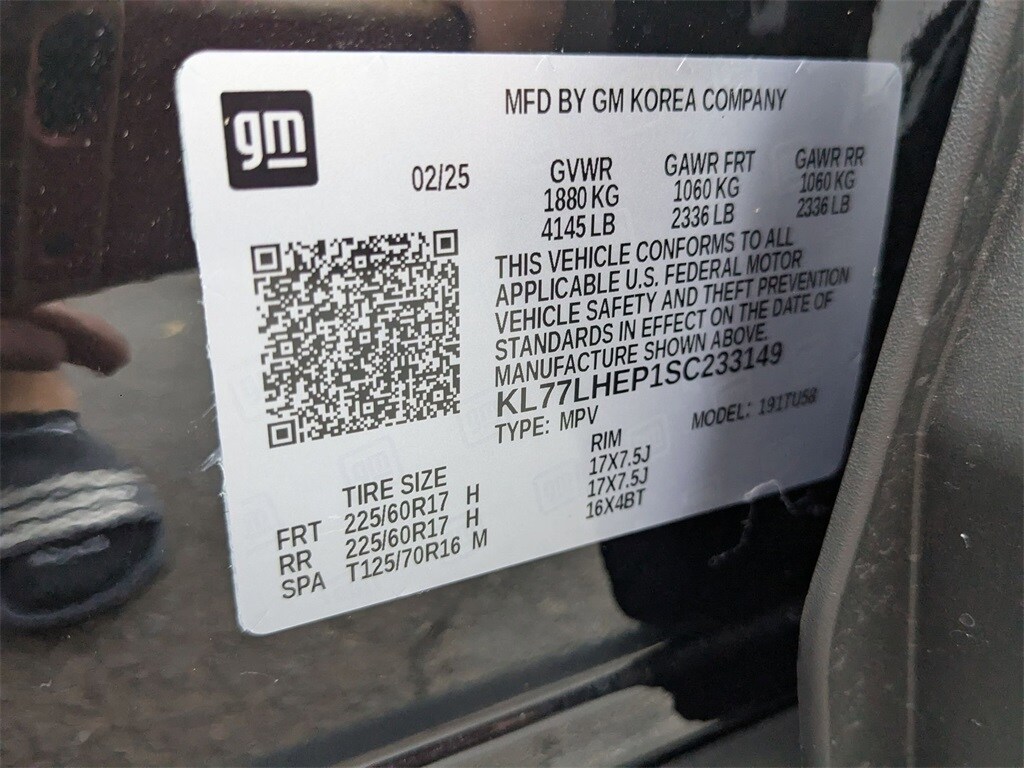 gm
MFD BY GM KOREA COMPANY
02/25
GVWR GAWR FRT GAWR RR
1880 KG 1060 KG 1060 KG
4145 LB 2336 LB 2336 LB
THIS VEHICLE CONFORMS TO ALL
APPLICABLE U.S. FEDERAL MOTOR
VEHICLE SAFETY AND THEFT PREVENTION
STANDARDS IN EFFECT ON THE DATE OF
MANUFACTURE SHOWN ABOVE.
KL77LHEP1SC233149
TYPE: MPV MODEL: 191TU58
TIRE SIZE RIM
FRT 225/60R17 H 17X7.5J
RR 225/60R17 H 17X7.5J
SPA T125/70R16 M 16X4BT